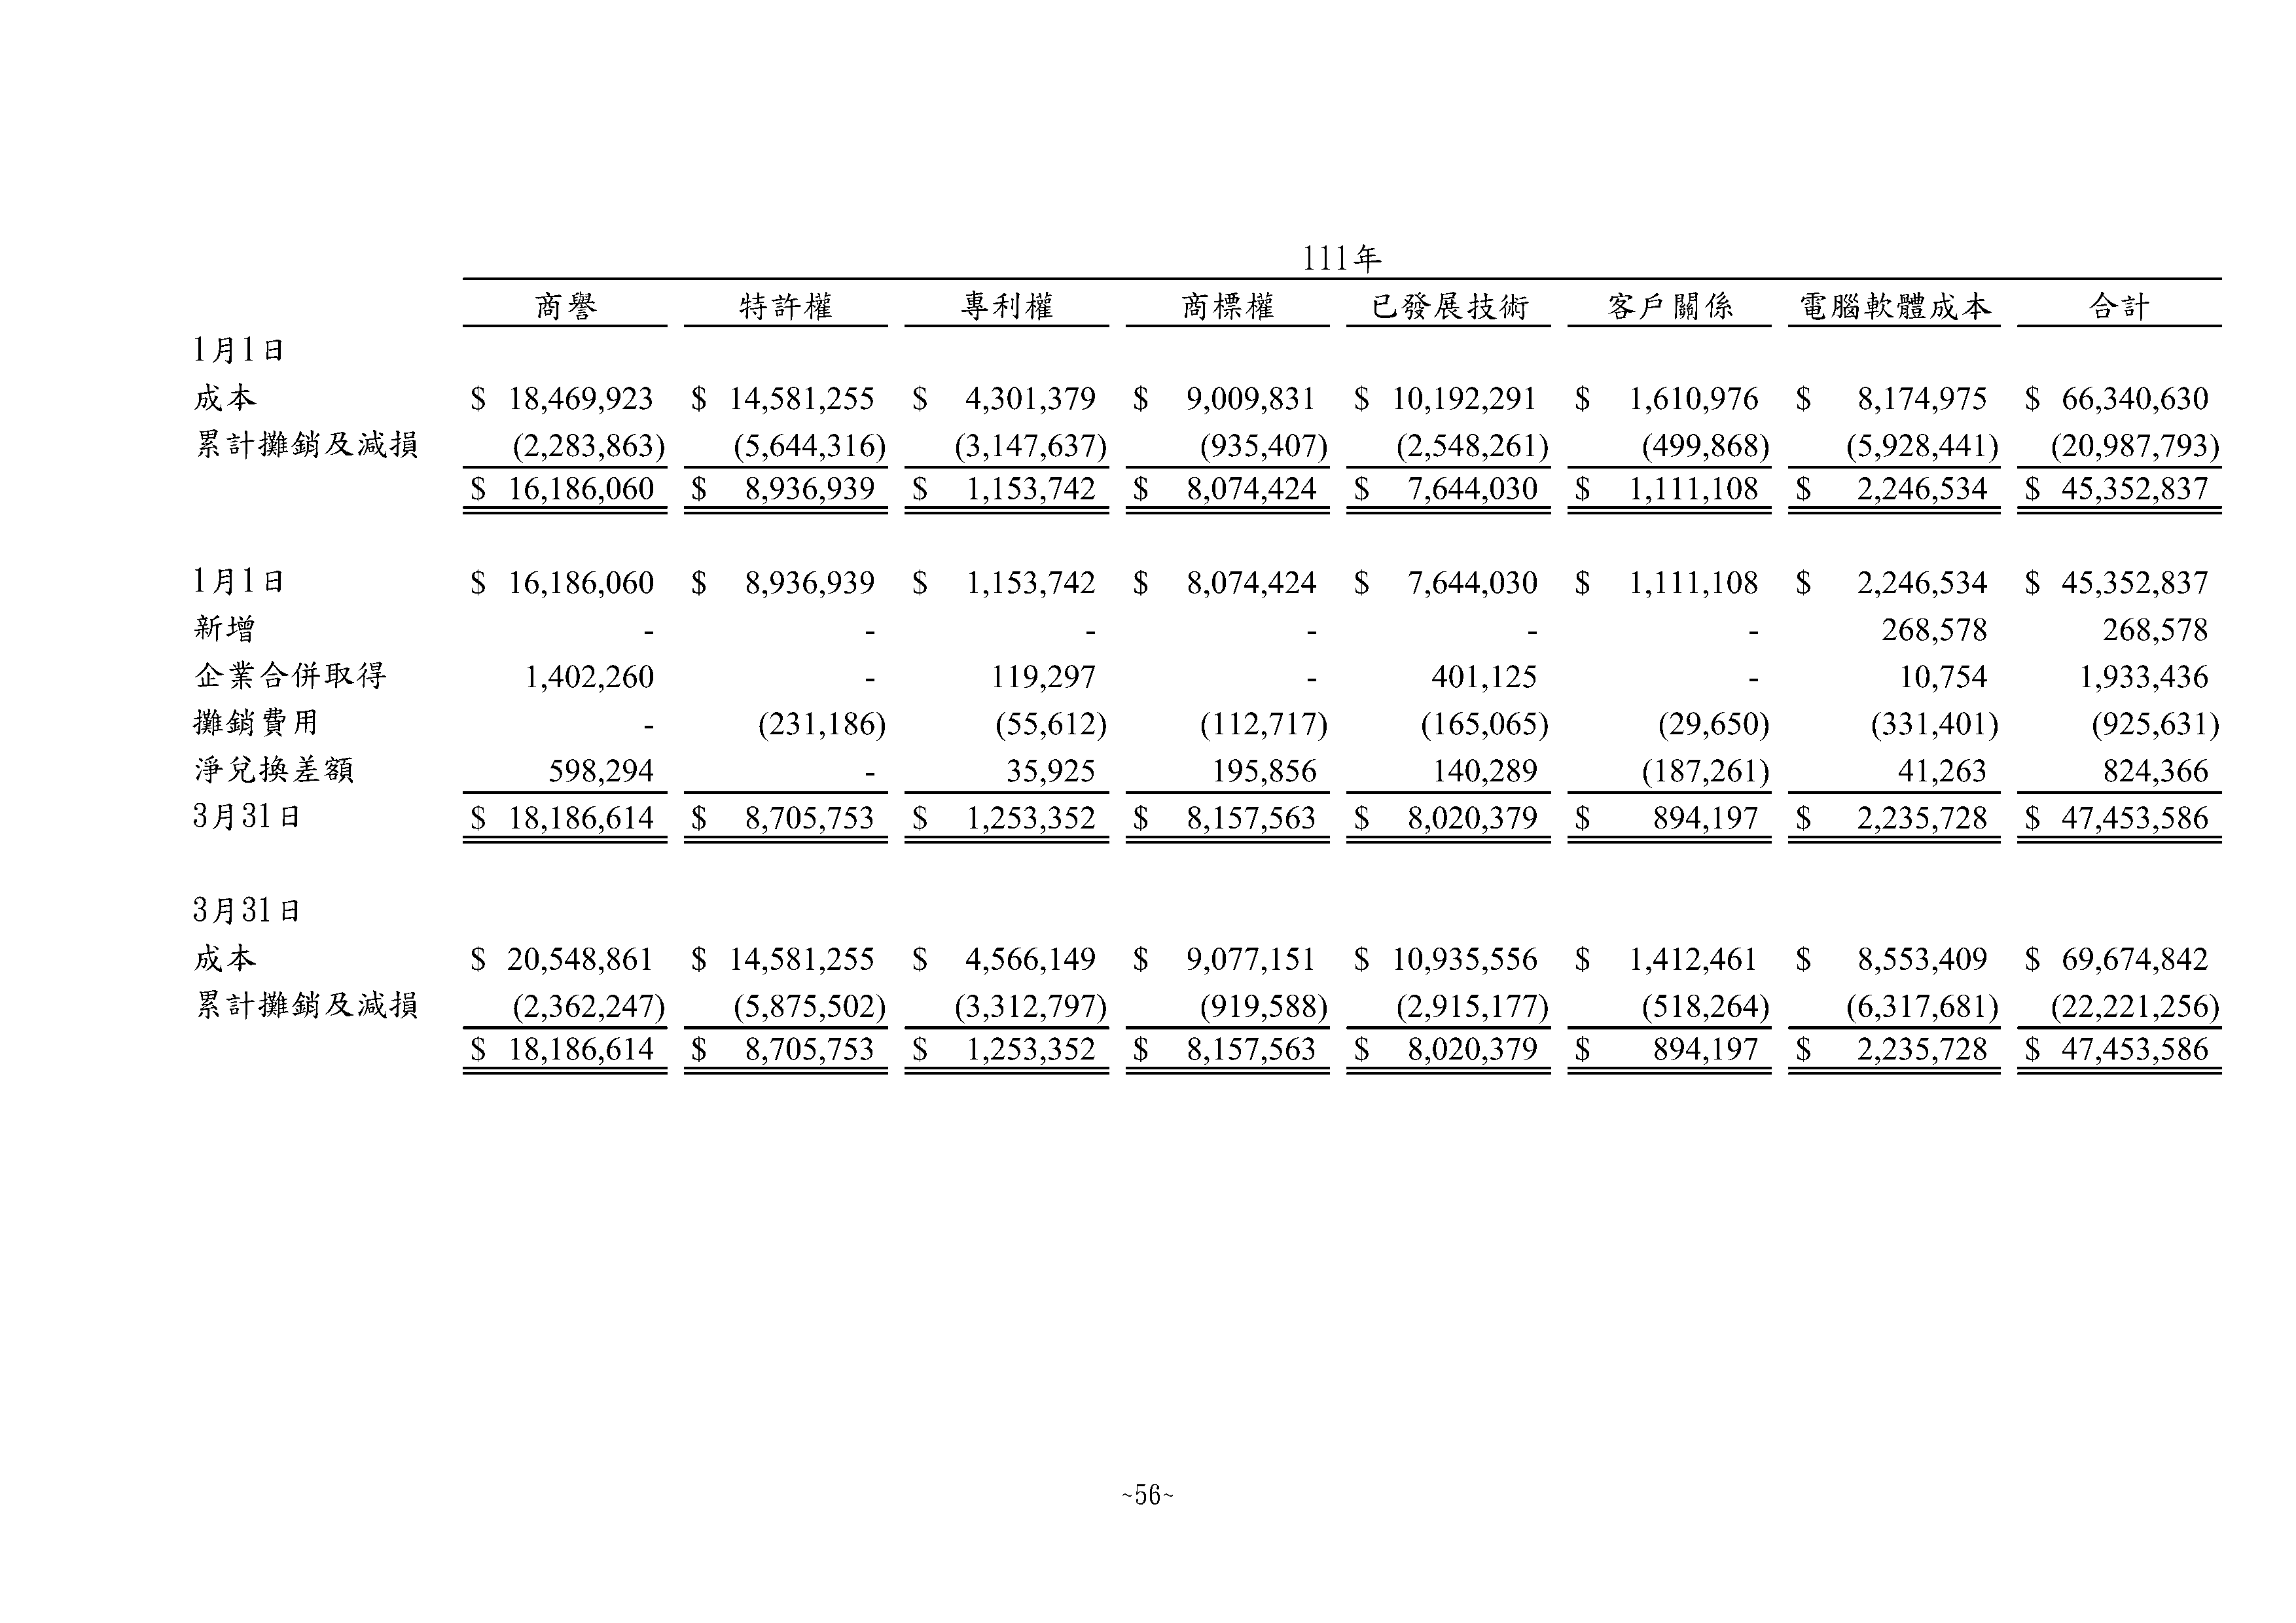 111年
商譽 特許權 專利權 商標權 已發展技術 客戶關係 電腦軟體成本 合計
1月1日
成本 $ 18,469,923 $ 14,581,255 $ 4,301,379 $ 9,009,831 $ 10,192,291 $ 1,610,976 $ 8,174,975 $ 66,340,630
累計攤銷及減損 (2,283,863) (5,644,316) (3,147,637) (935,407) (2,548,261) (499,868) (5,928,441) (20,987,793)
$ 16,186,060 $ 8,936,939 $ 1,153,742 $ 8,074,424 $ 7,644,030 $ 1,111,108 $ 2,246,534 $ 45,352,837
1月1日 $ 16,186,060 $ 8,936,939 $ 1,153,742 $ 8,074,424 $ 7,644,030 $ 1,111,108 $ 2,246,534 $ 45,352,837
新增 - - - - - - 268,578 268,578
企業合併取得 1,402,260 - 119,297 - 401,125 - 10,754 1,933,436
攤銷費用 - (231,186) (55,612) (112,717) (165,065) (29,650) (331,401) (925,631)
淨兌換差額 598,294 - 35,925 195,856 140,289 (187,261) 41,263 824,366
3月31日 $ 18,186,614 $ 8,705,753 $ 1,253,352 $ 8,157,563 $ 8,020,379 $ 894,197 $ 2,235,728 $ 47,453,586
3月31日
成本 $ 20,548,861 $ 14,581,255 $ 4,566,149 $ 9,077,151 $ 10,935,556 $ 1,412,461 $ 8,553,409 $ 69,674,842
累計攤銷及減損 (2,362,247) (5,875,502) (3,312,797) (919,588) (2,915,177) (518,264) (6,317,681) (22,221,256)
$ 18,186,614 $ 8,705,753 $ 1,253,352 $ 8,157,563 $ 8,020,379 $ 894,197 $ 2,235,728 $ 47,453,586
~56~